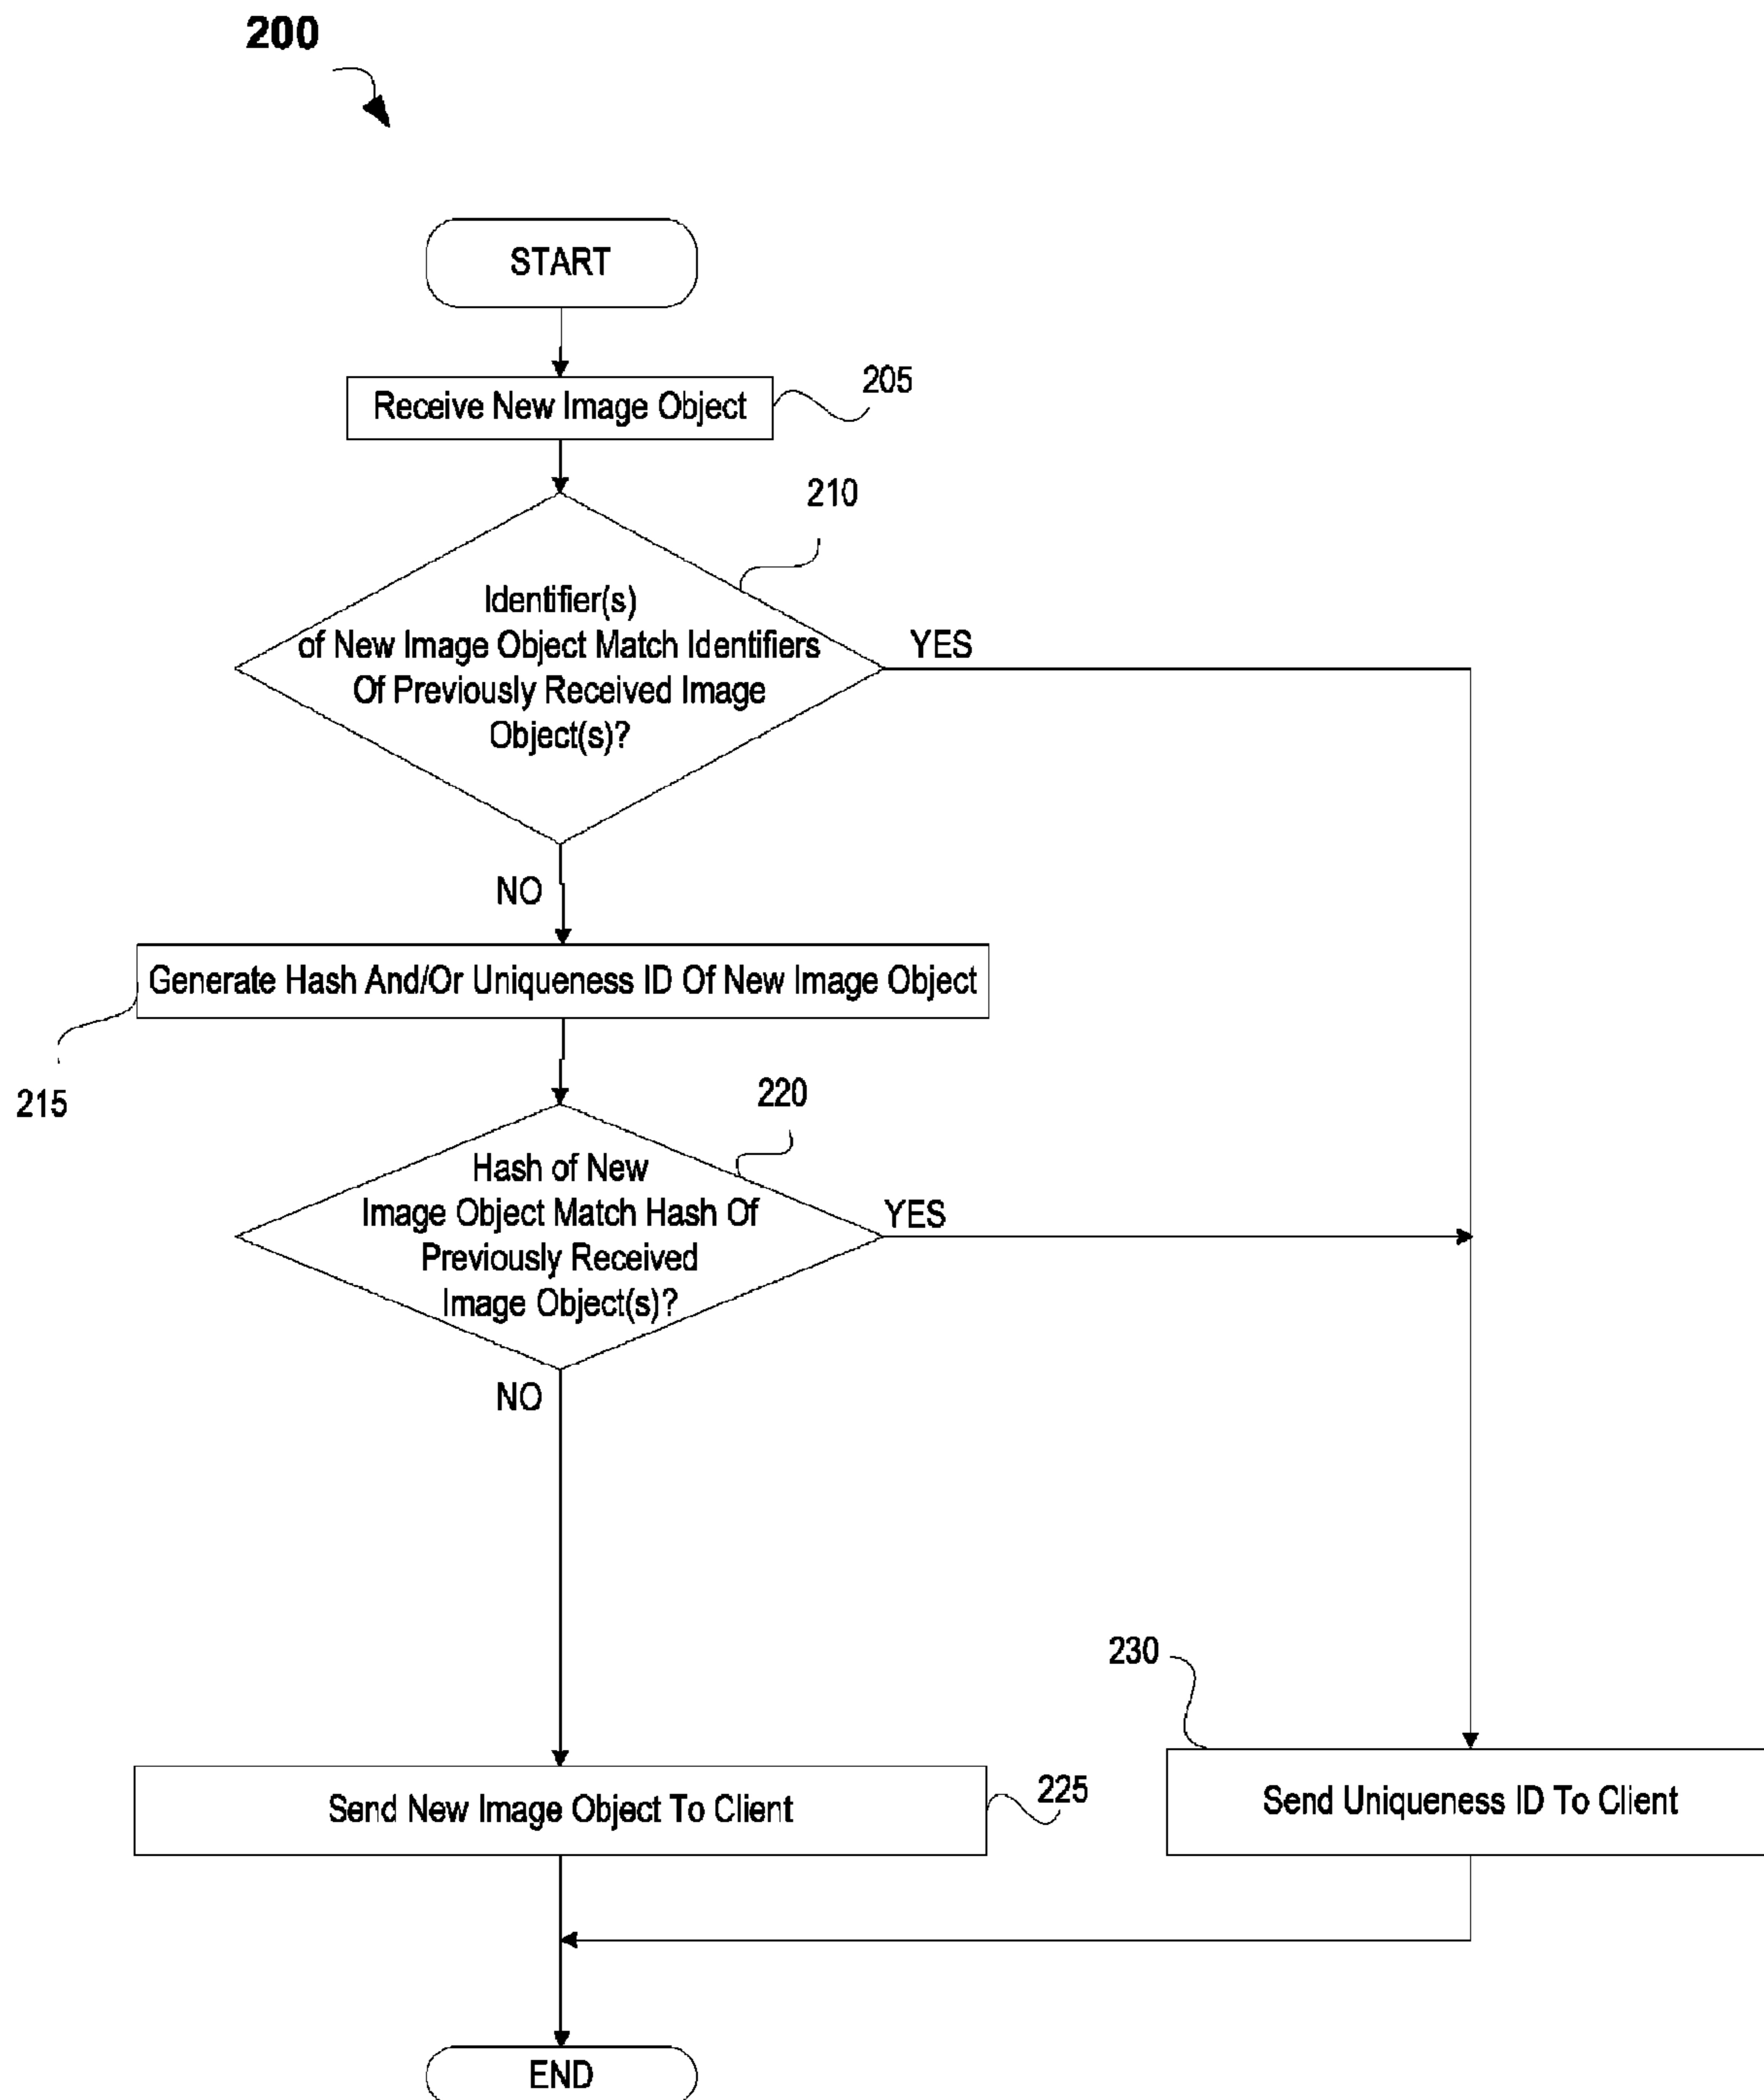 200
START
Receive New Image Object
205
210
Identifier(s)
of New Image Object Match Identifiers
Of Previously Received Image
Object(s)?
YES
NO
Generate Hash And/Or Uniqueness ID Of New Image Object
215
220
Hash of New
Image Object Match Hash Of
Previously Received
Image Object(s)?
YES
NO
230
Send New Image Object To Client
225
Send Uniqueness ID To Client
END